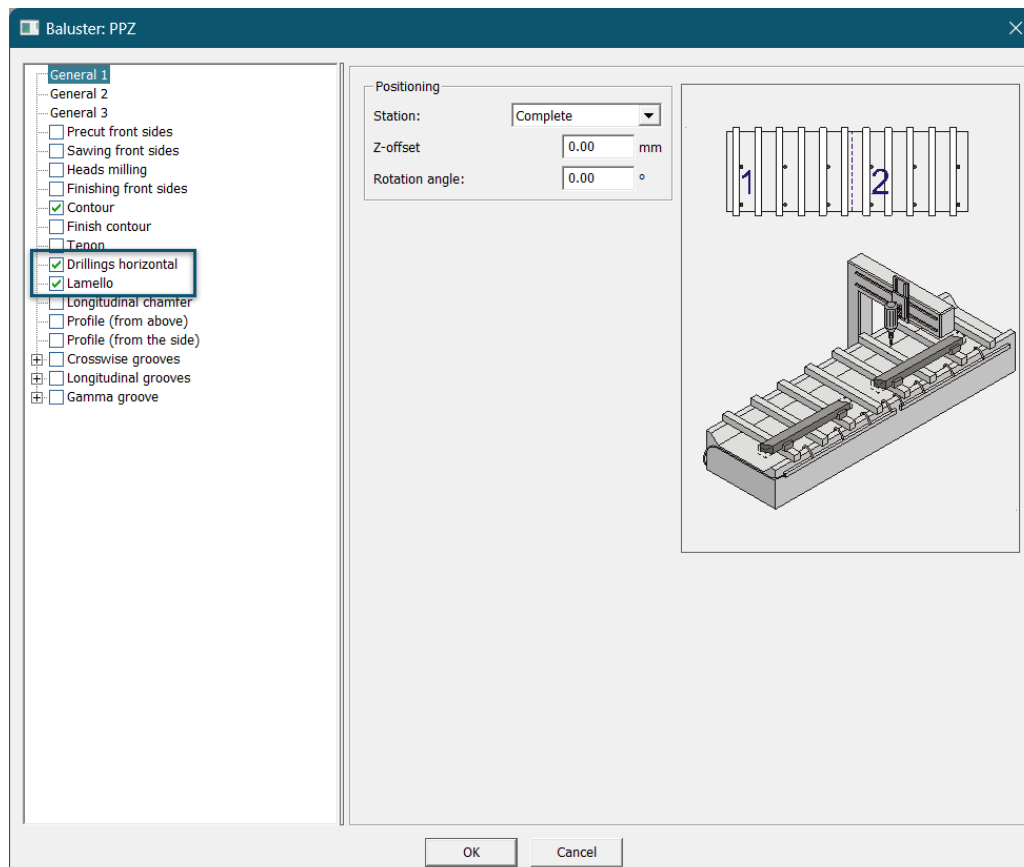 Baluster: PPZ
General 1
General 2
General 3
Precut front sides
Sawing front sides
Heads milling
Finishing front sides
Contour
Finish contour
Tenon
Drillings horizontal
Lamello
Longitudinal chamfer
Profile (from above)
Profile (from the side)
Crosswise grooves
Longitudinal grooves
Gamma groove
Positioning
Station: Complete
Z-offset 0.00 mm
Rotation angle: 0.00 °
1 2
OK Cancel